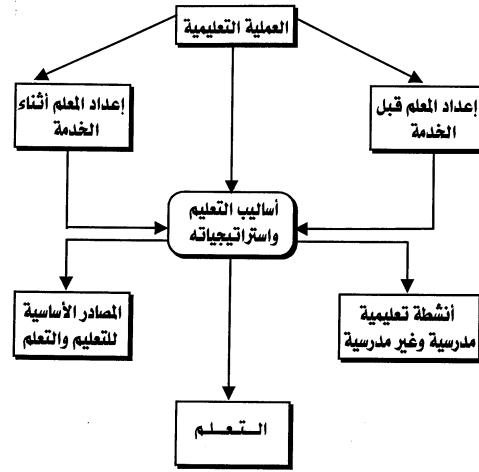 العملية التعليمية
إعداد المعلم قبل
الخدمة
إعداد المعلم أثناء
الخدمة
أساليب التعليم
واستراتيجياته
أنشطة تعليمية
مدرسية وغير مدرسية
المصادر الأساسية
للتعليم والتعلم
التـعـلـم